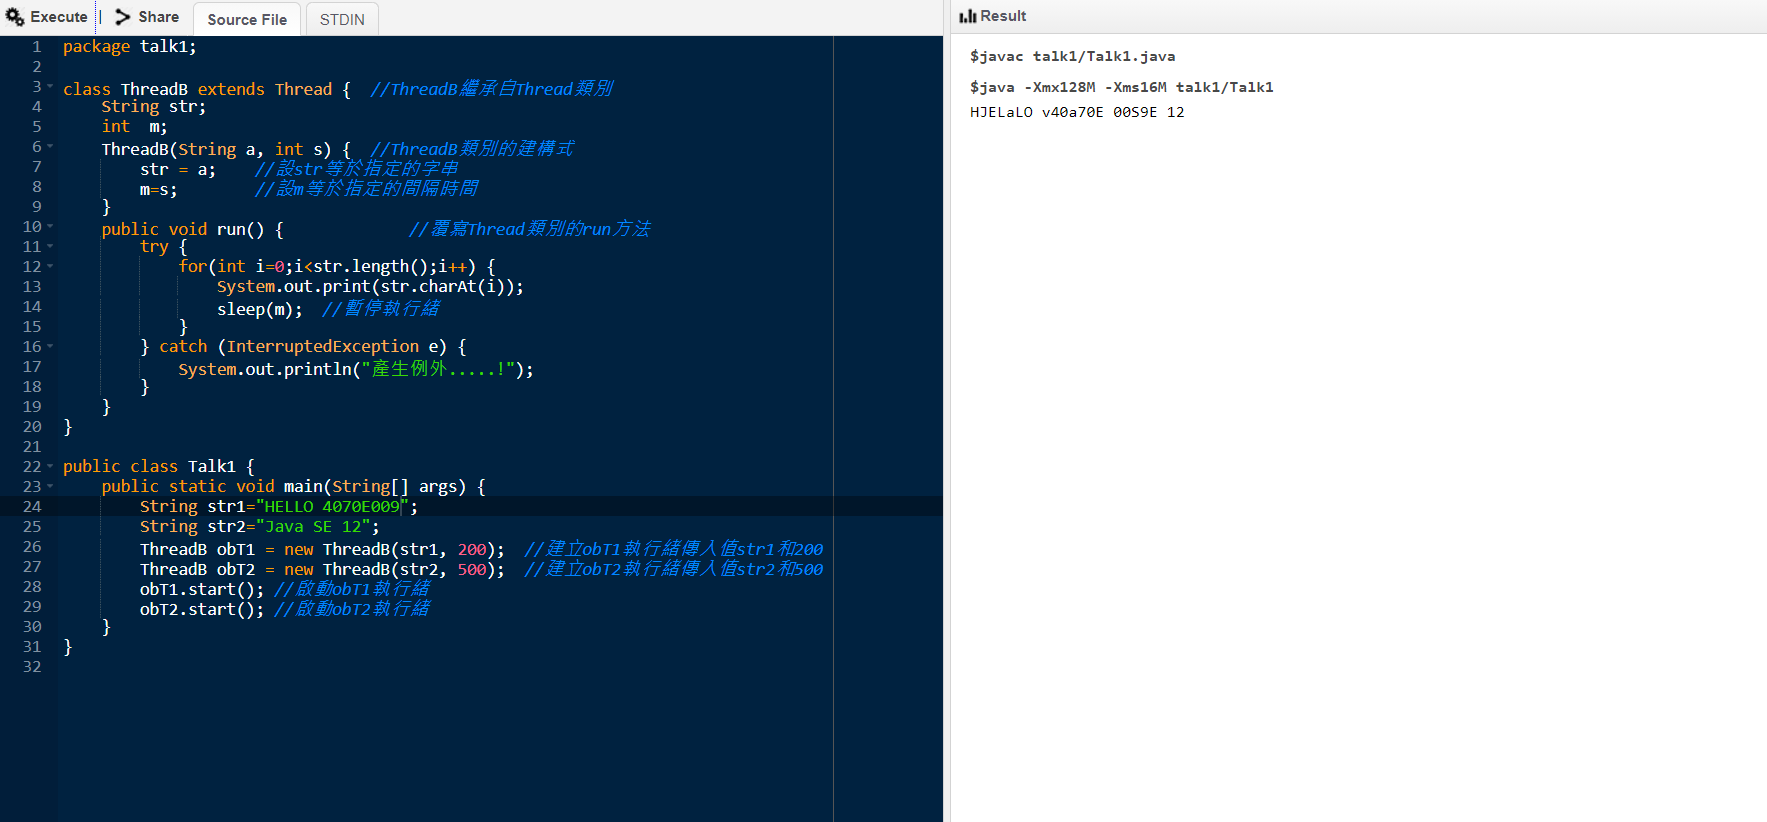 Execute | Share Source File STDIN
1 package talk1;
2
3 class ThreadB extends Thread { //ThreadB繼承自Thread類別
4 String str;
5 int m;
6 ThreadB(String a, int s) { //ThreadB類別的建構式
7 str = a; //設str等於指定的字串
8 m=s; //設m等於指定的間隔時間
9 }
10 public void run() { //覆寫Thread類別的run方法
11 try {
12 for(int i=0;i<str.length();i++) {
13 System.out.print(str.charAt(i));
14 sleep(m); //暫停執行緒
15 }
16 } catch (InterruptedException e) {
17 System.out.println("產生例外.....!");
18 }
19 }
20 }
21
22 public class Talk1 {
23 public static void main(String[] args) {
24 String str1="HELLO 4070E009";
25 String str2="Java SE 12";
26 ThreadB obT1 = new ThreadB(str1, 200); //建立obT1執行緒傳入值str1和200
27 ThreadB obT2 = new ThreadB(str2, 500); //建立obT2執行緒傳入值str2和500
28 obT1.start(); //啟動obT1執行緒
29 obT2.start(); //啟動obT2執行緒
30 }
31 }
32
Result
$javac talk1/Talk1.java
$java -Xmx128M -Xms16M talk1/Talk1
HJELaLO v40a70E 00S9E 12